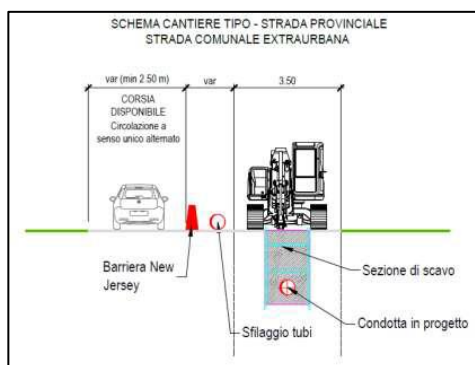 SCHEMA CANTIERE TIPO - STRADA PROVINCIALE
STRADA COMUNALE EXTRAURBANA
var (min 2.50 m)
var
3.50
CORSIA
DISPONIBILE
Circolazione a
senso unico alternato
Barriera New
Jersey
Sfilaggio tubi
Sezione di scavo
Condotta in progetto